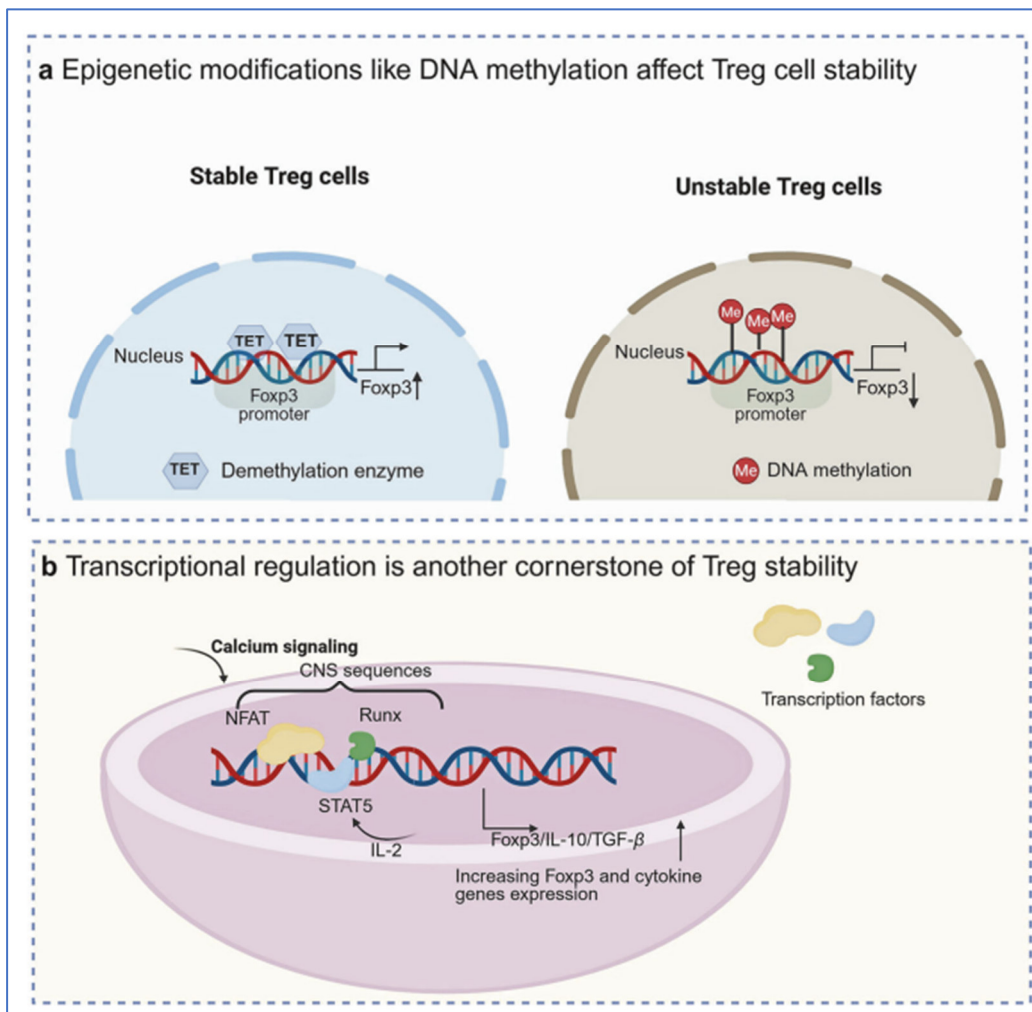 a Epigenetic modifications like DNA methylation affect Treg cell stability
Stable Treg cells
Unstable Treg cells
TET
TET
Nucleus
Foxp3
Foxp3
promoter
TET
Demethylation enzyme
Me
Me
Me
Nucleus
Foxp3
Foxp3
promoter
Me
DNA methylation
b Transcriptional regulation is another cornerstone of Treg stability
Calcium signaling
CNS sequences
NFAT
Runx
STAT5
IL-2
Foxp3/IL-10/TGF-β
Increasing Foxp3 and cytokine
genes expression
Transcription factors